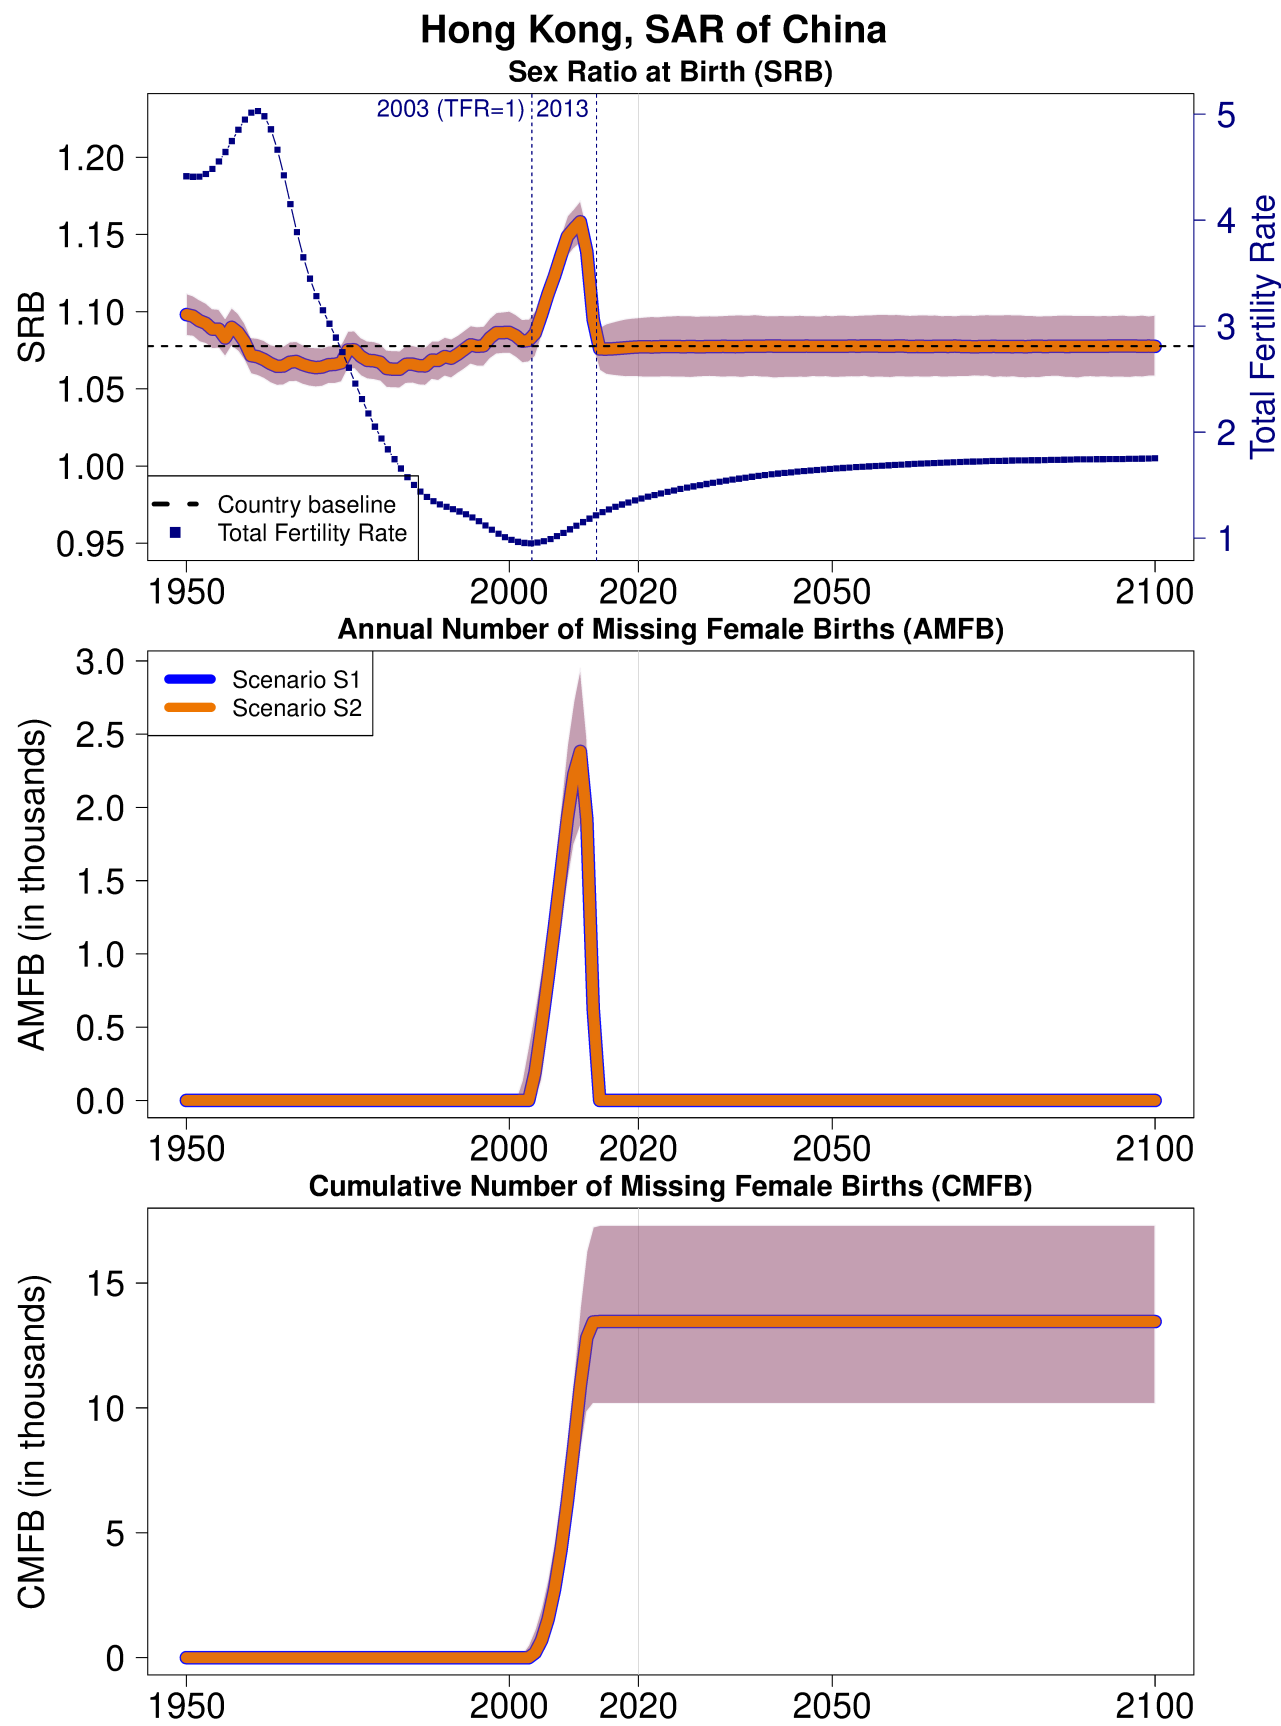 Hong Kong, SAR of China
Sex Ratio at Birth (SRB)
2003 (TFR=1) 2013
SRB
1.20
1.15
1.10
1.05
1.00
0.95
5
4
3
2
1
Total Fertility Rate
Country baseline
Total Fertility Rate
1950 2000 2020 2050 2100
Annual Number of Missing Female Births (AMFB)
AMFB (in thousands)
3.0
2.5
2.0
1.5
1.0
0.5
0.0
Scenario S1
Scenario S2
1950 2000 2020 2050 2100
Cumulative Number of Missing Female Births (CMFB)
CMFB (in thousands)
15
10
5
0
1950 2000 2020 2050 2100